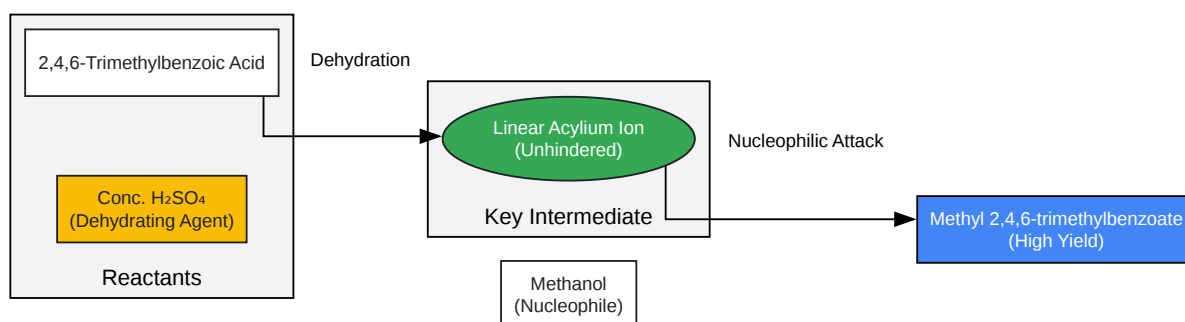 2,4,6-Trimethylbenzoic Acid
Dehydration
Conc. H₂SO₄
(Dehydrating Agent)
Reactants
Linear Acylium Ion
(Unhindered)
Key Intermediate
Nucleophilic Attack
Methanol
(Nucleophile)
Methyl 2,4,6-trimethylbenzoate
(High Yield)